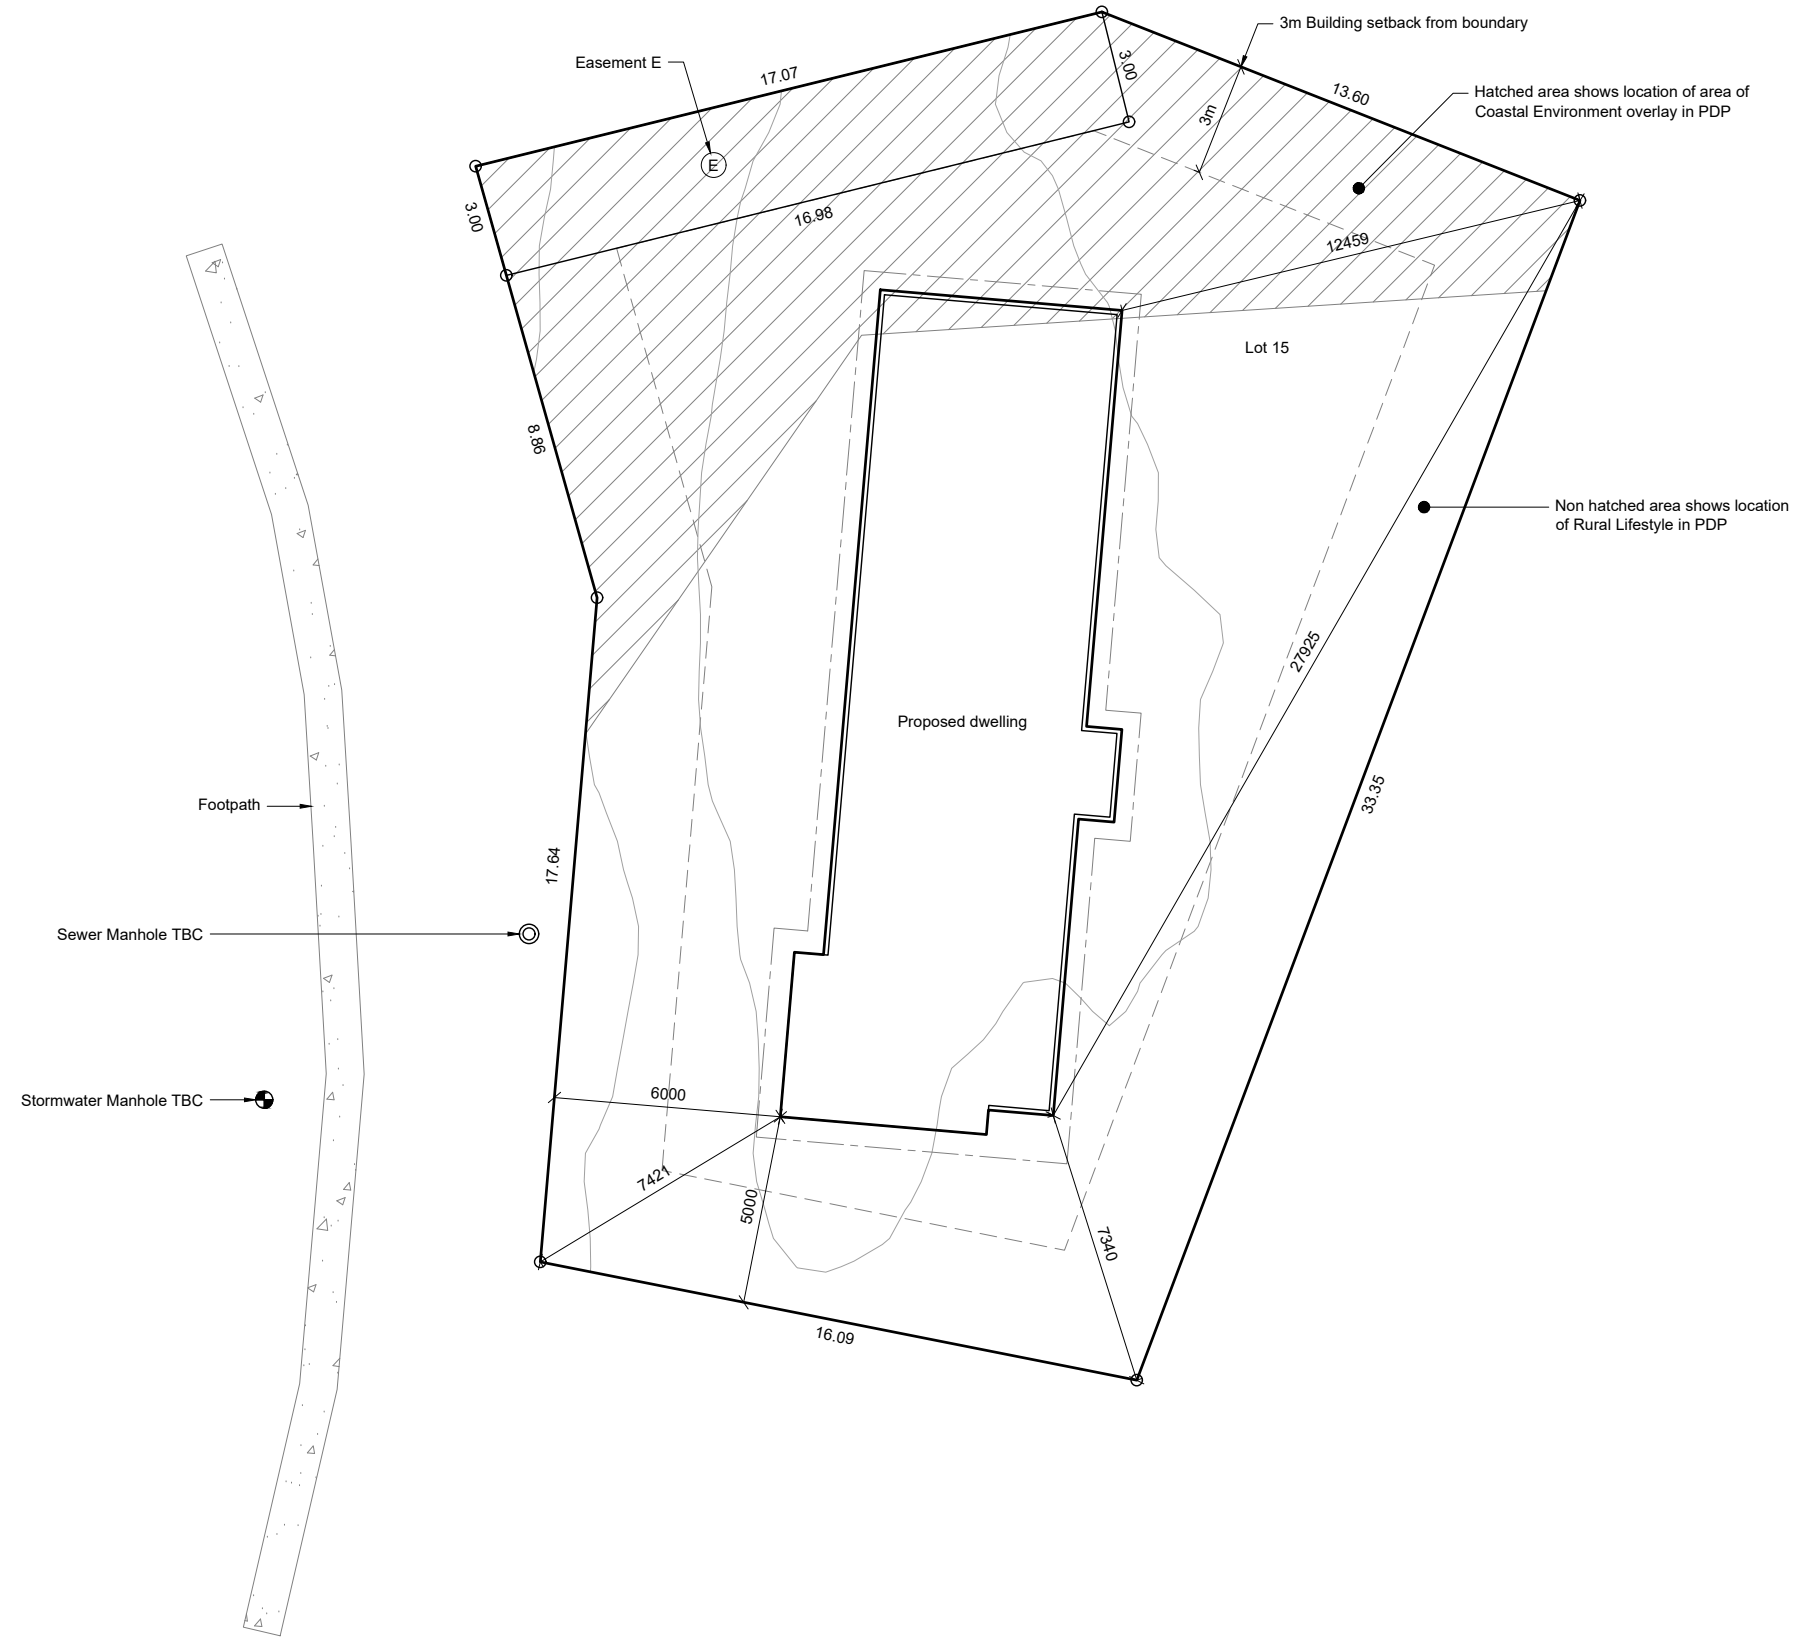 3m Building setback from boundary
Easement E
17.07
3.00
13.60
Hatched area shows location of area of
Coastal Environment overlay in PDP
3m
E
3.00
16.98
12459
Lot 15
8.86
Non hatched area shows location
of Rural Lifestyle in PDP
27925
Proposed dwelling
33.35
Footpath
17.64
Sewer Manhole TBC
6000
Stormwater Manhole TBC
7421
5000
7340
16.09